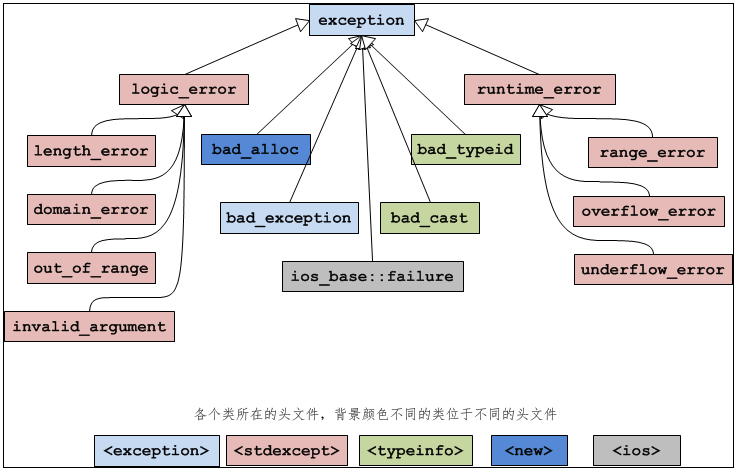 exception
logic_error
runtime_error
length_error
bad_alloc
bad_typeid
range_error
domain_error
bad_exception
bad_cast
overflow_error
out_of_range
ios_base::failure
underflow_error
invalid_argument
各个类所在的头文件，背景颜色不同的类位于不同的头文件
<exception>
<stdexcept>
<typeinfo>
<new>
<ios>